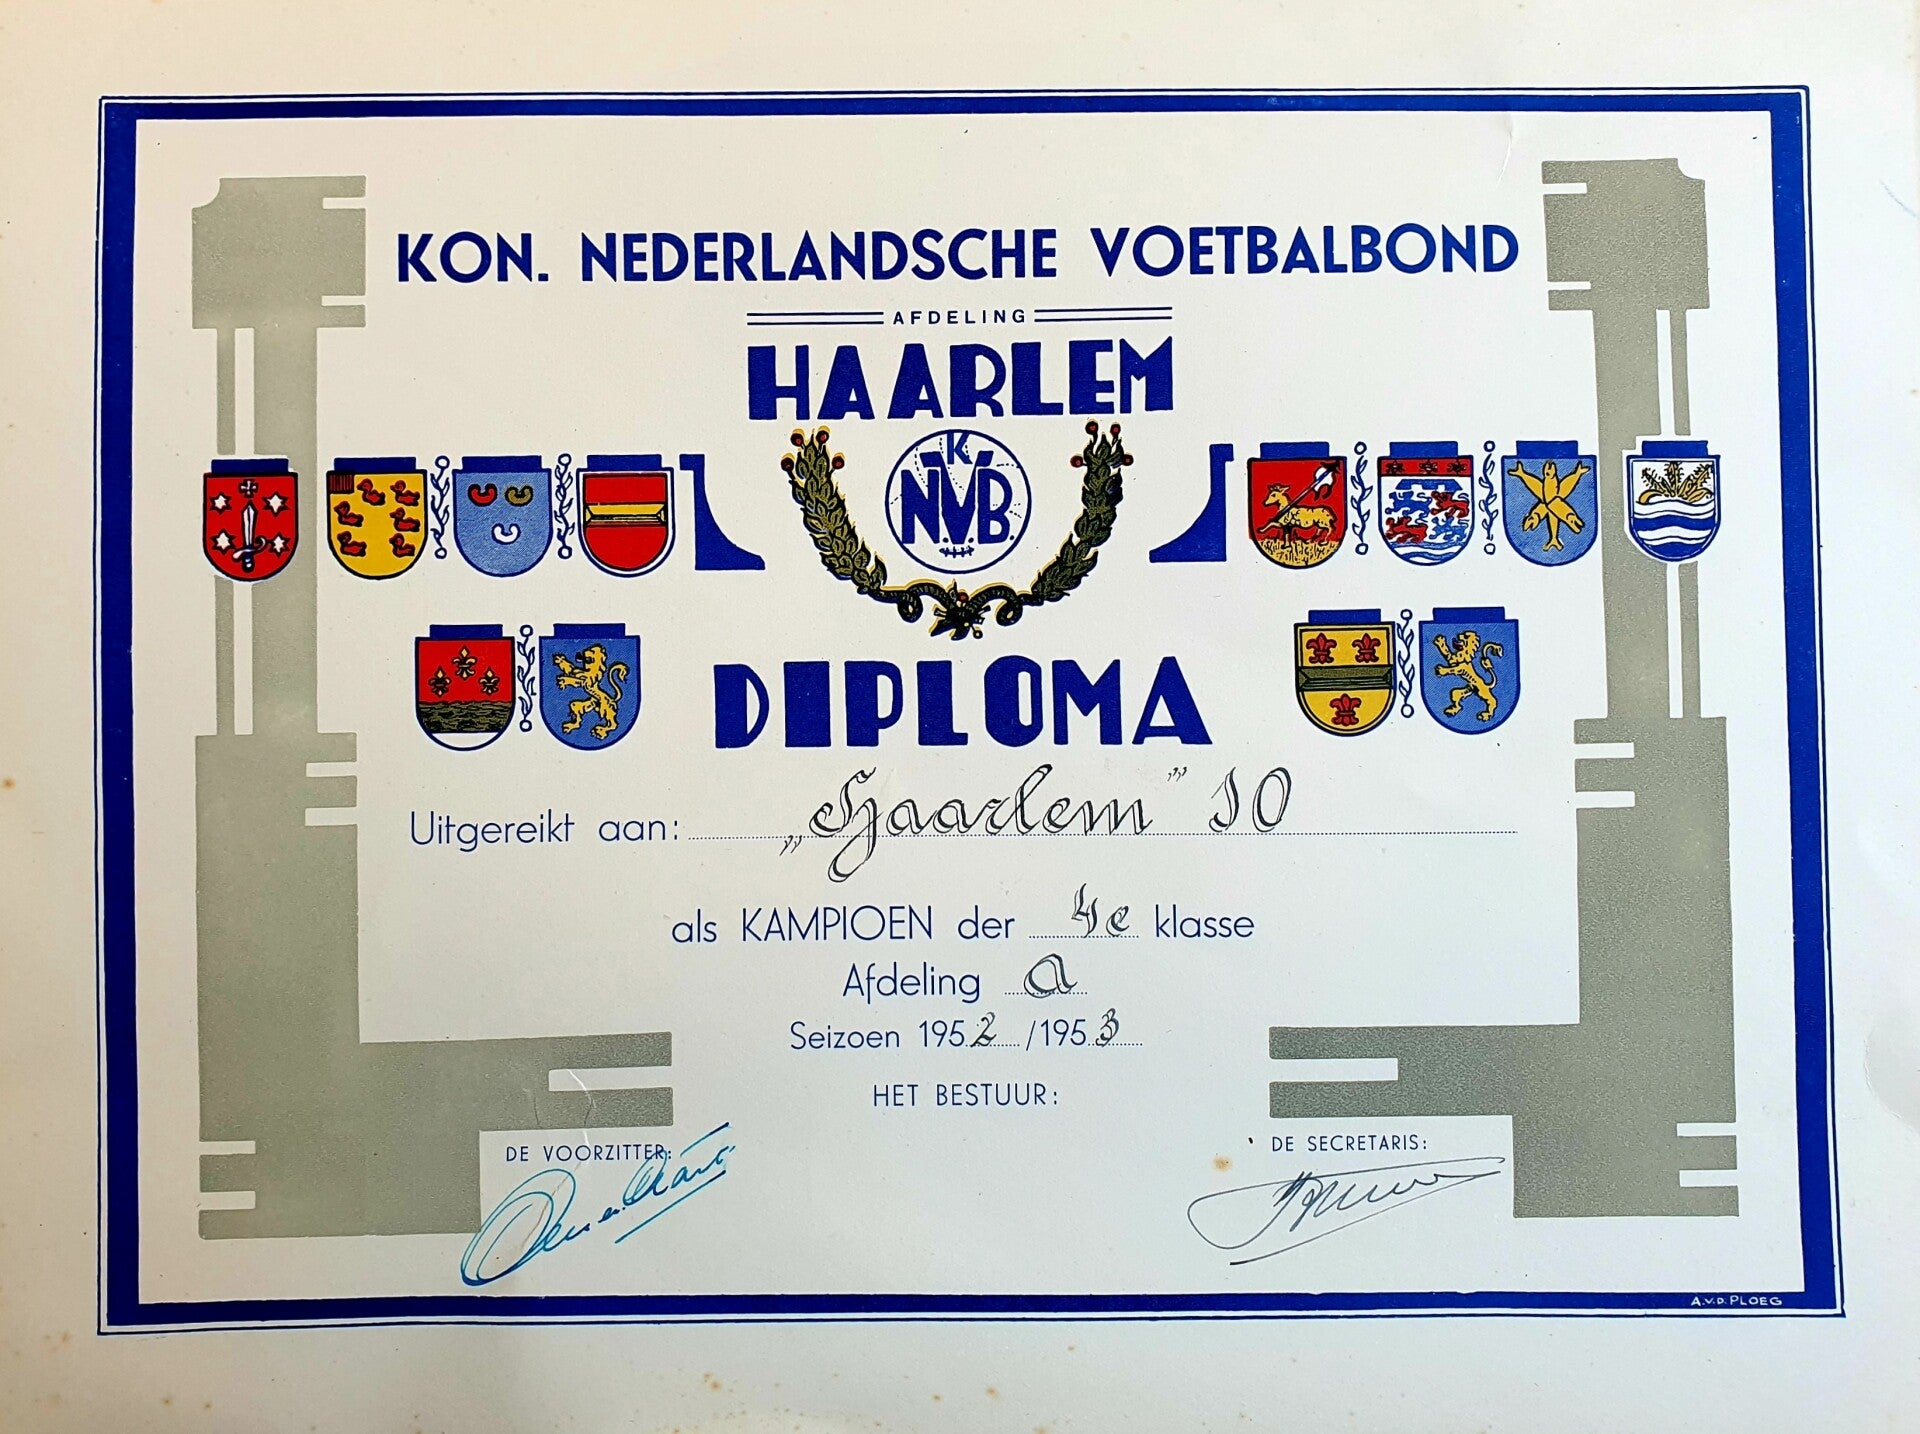 KON. NEDERLANDSCHE VOETBALBOND
AFDELING
HAARLEM
K
N.V.B.
DIPLOMA
Uitgereikt aan: „Haarlem” 10
als KAMPIOEN der 4e klasse
Afdeling a
Seizoen 1952/1953
HET BESTUUR:
DE VOORZITTER:
DE SECRETARIS:
A.V.D. PLOEG